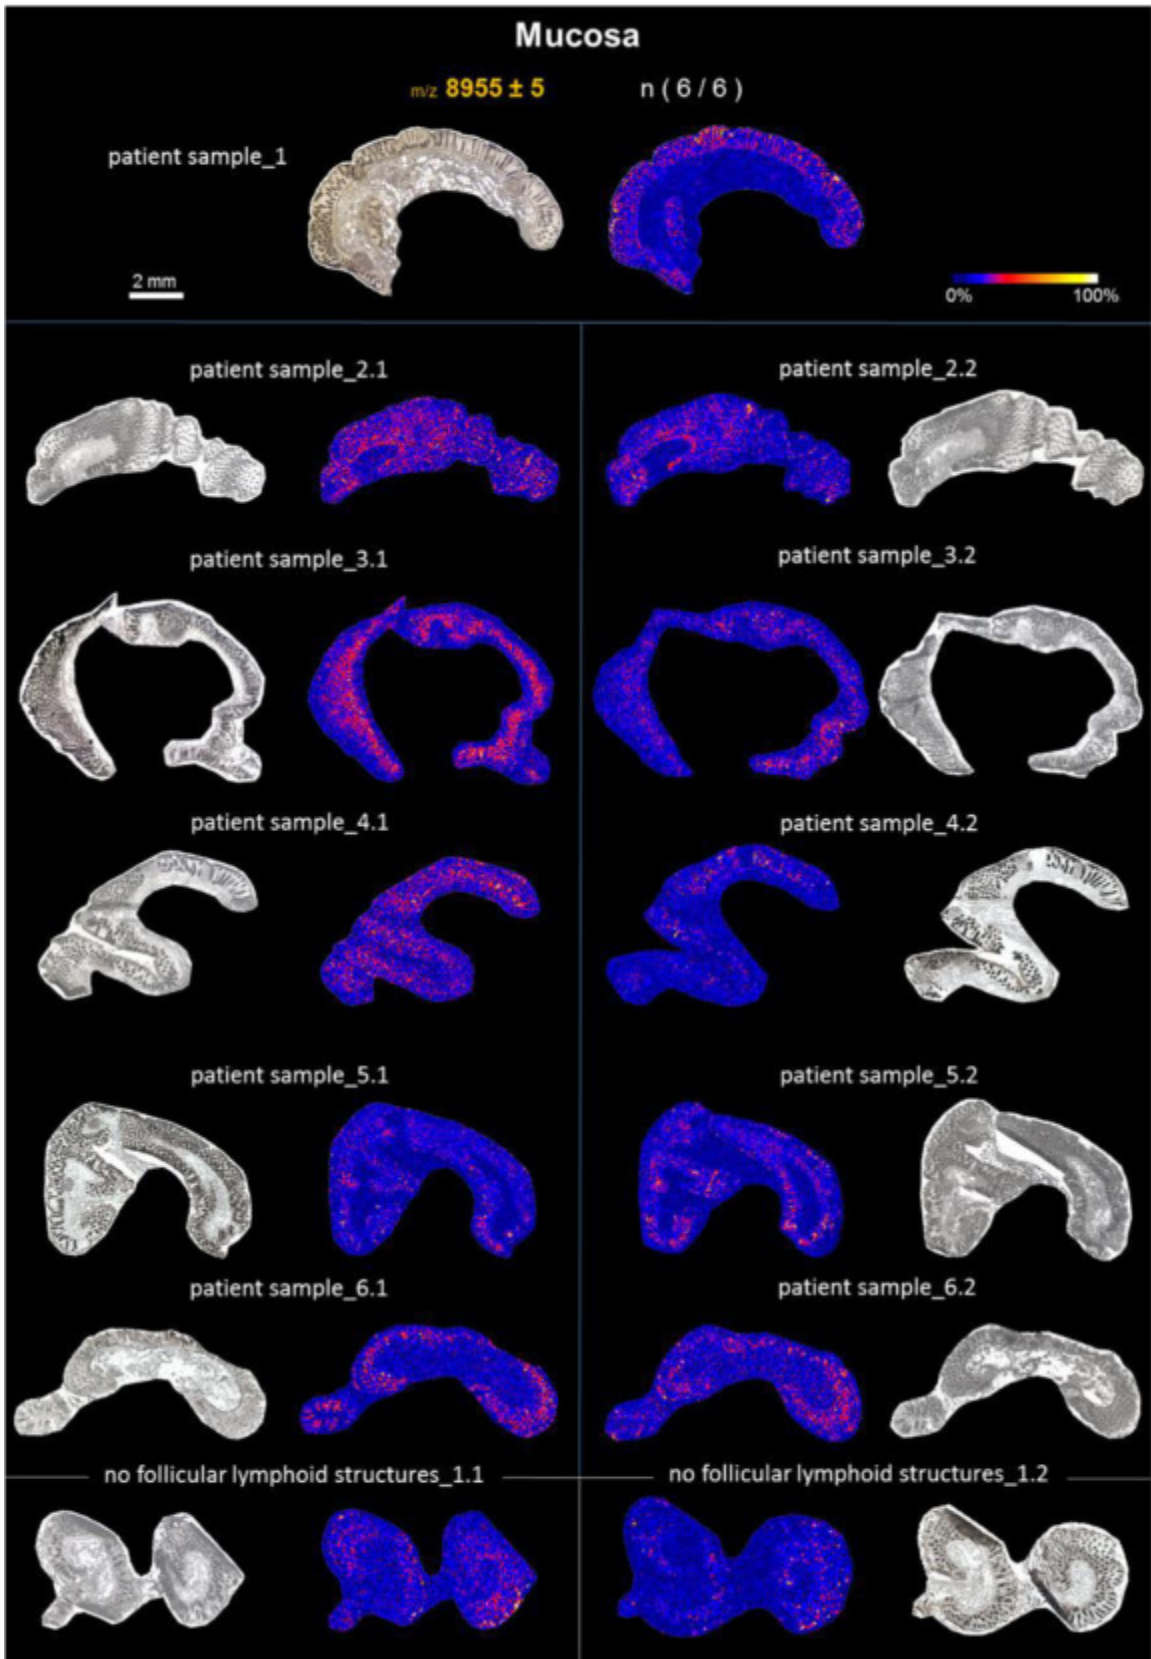 Mucosa
m/z 8955 ± 5 n ( 6 / 6 )
patient sample_1
2 mm
0% 100%
patient sample_2.1 patient sample_2.2
patient sample_3.1 patient sample_3.2
patient sample_4.1 patient sample_4.2
patient sample_5.1 patient sample_5.2
patient sample_6.1 patient sample_6.2
no follicular lymphoid structures_1.1 no follicular lymphoid structures_1.2